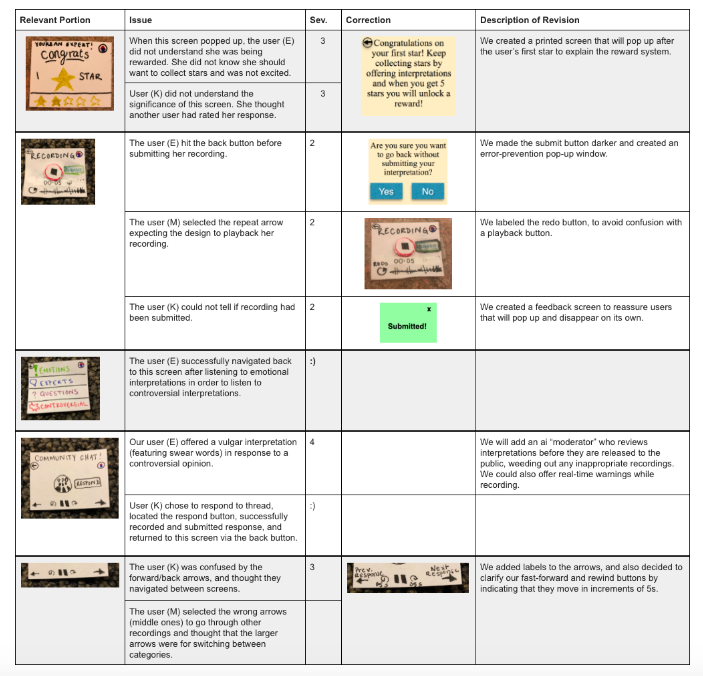 Relevant Portion Issue Sev. Correction Description of Revision
YOU'RE AN EXPERT!
Congrats
1 STAR
When this screen popped up, the user (E)
did not understand she was being
rewarded. She did not know she should
want to collect stars and was not excited.
3
User (K) did not understand the
significance of this screen. She thought
another user had rated her response.
3
Congratulations on
your first star! Keep
collecting stars by
offering interpretations
and when you get 5
stars you will unlock a
reward!
We created a printed screen that will pop up after
the user's first star to explain the reward system.
RECORDING
00:05
The user (E) hit the back button before
submitting her recording.
2
Are you sure you want
to go back without
submitting your
interpretation?
Yes No
We made the submit button darker and created an
error-prevention pop-up window.
The user (M) selected the repeat arrow
expecting the design to playback her
recording.
2
RECORDING
REDO 00:05
We labeled the redo button, to avoid confusion with
a playback button.
The user (K) could not tell if recording had
been submitted.
2
x
Submitted!
We created a feedback screen to reassure users
that will pop up and disappear on its own.
EMOTIONS
EXPERTS
? QUESTIONS
CONTROVERSIAL
The user (E) successfully navigated back
to this screen after listening to emotional
interpretations in order to listen to
controversial interpretations.
:)
COMMUNITY CHAT!
RESPOND
Our user (E) offered a vulgar interpretation
(featuring swear words) in response to a
controversial opinion.
4
We will add an ai "moderator" who reviews
interpretations before they are released to the
public, weeding out any inappropriate recordings.
We could also offer real-time warnings while
recording.
User (K) chose to respond to thread,
located the respond button, successfully
recorded and submitted response, and
returned to this screen via the back button.
:)
The user (K) was confused by the
forward/back arrows, and thought they
navigated between screens.
3
Prev. Response
Next Response
5s 5s
We added labels to the arrows, and also decided to
clarify our fast-forward and rewind buttons by
indicating that they move in increments of 5s.
The user (M) selected the wrong arrows
(middle ones) to go through other
recordings and thought that the larger
arrows were for switching between
categories.